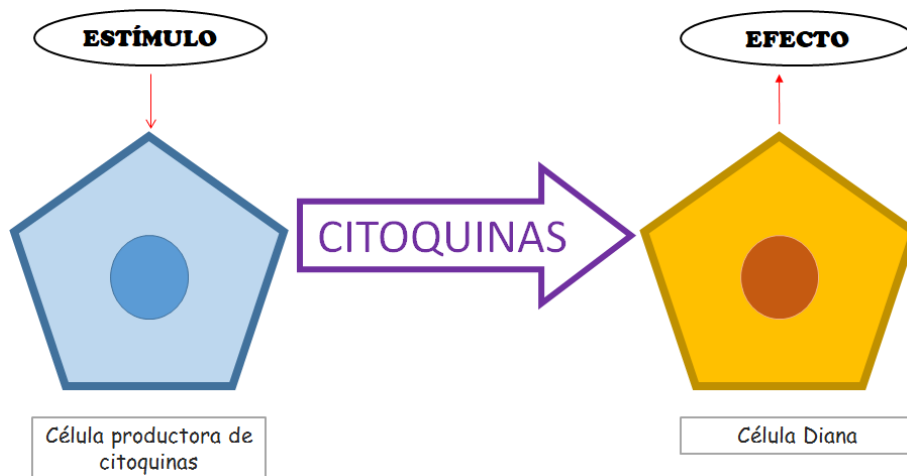 ESTÍMULO
EFECTO
CITOQUINAS
Célula productora de
citoquinas
Célula Diana